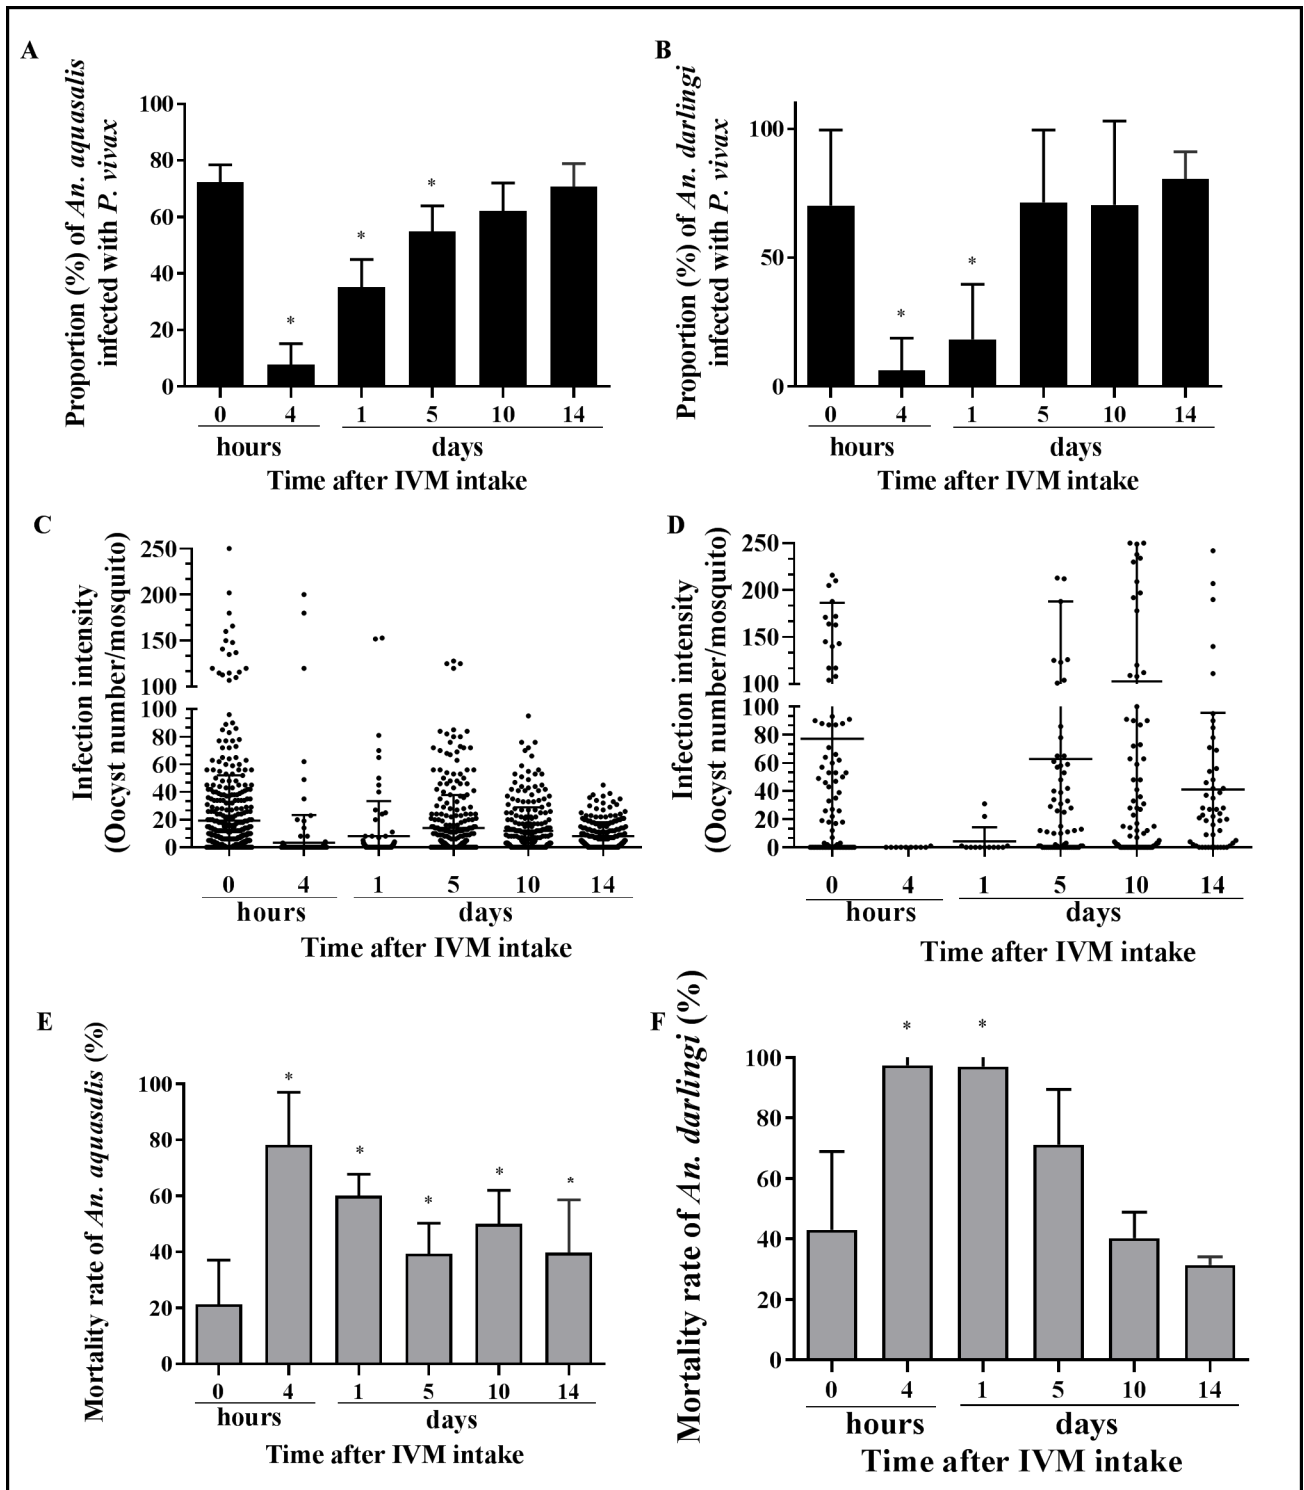 A
Proportion (%) of An. aquasalis
infected with P. vivax
100
80
60
40
20
0
*
*
*
0 4 1 5 10 14
hours days
Time after IVM intake
B
Proportion (%) of An. darlingi
infected with P. vivax
100
50
0
*
*
0 4 1 5 10 14
hours days
Time after IVM intake
C
Infection intensity
(Oocyst number/mosquito)
250
200
150
100
100
80
60
40
20
0
0 4 1 5 10 14
hours days
Time after IVM intake
D
Infection intensity
(Oocyst number/mosquito)
250
200
150
100
100
80
60
40
20
0
0 4 1 5 10 14
hours days
Time after IVM intake
E
Mortality rate of An. aquasalis (%)
100
80
60
40
20
0
*
*
*
*
*
0 4 1 5 10 14
hours days
Time after IVM intake
F
Mortality rate of An. darlingi (%)
100
80
60
40
20
0
* *
0 4 1 5 10 14
hours days
Time after IVM intake